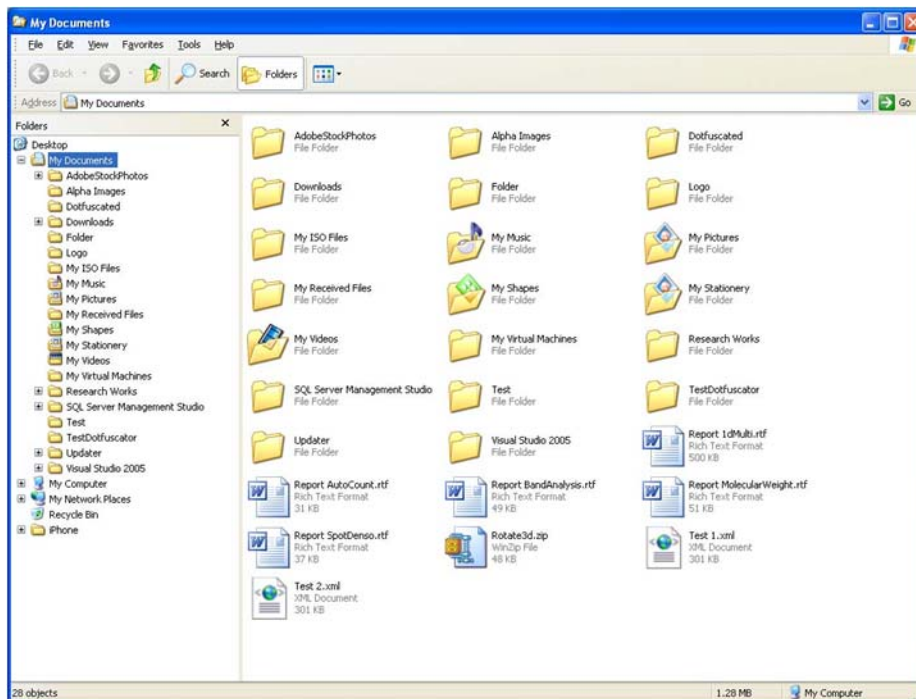 My Documents
File Edit View Favorites Tools Help
Back Search Folders
Address My Documents Go
Folders
Desktop
My Documents
AdobeStockPhotos
Alpha Images
Dotfuscated
Downloads
Folder
Logo
My ISO Files
My Music
My Pictures
My Received Files
My Shapes
My Stationery
My Videos
My Virtual Machines
Research Works
SQL Server Management Studio
Test
TestDotfuscator
Updater
Visual Studio 2005
My Computer
My Network Places
Recycle Bin
iPhone
AdobeStockPhotos Alpha Images Dotfuscated
File Folder File Folder File Folder
Downloads Folder Logo
File Folder File Folder File Folder
My ISO Files My Music My Pictures
File Folder File Folder File Folder
My Received Files My Shapes My Stationery
File Folder File Folder File Folder
My Videos My Virtual Machines Research Works
File Folder File Folder File Folder
SQL Server Management Studio Test TestDotfuscator
File Folder File Folder File Folder
Updater Visual Studio 2005 Report 1dMulti.rtf
File Folder File Folder Rich Text Format
500 KB
Report AutoCount.rtf Report BandAnalysis.rtf Report MolecularWeight.rtf
Rich Text Format Rich Text Format Rich Text Format
31 KB 49 KB 51 KB
Report SpotDenso.rtf Rotate3d.zip Test 1.xml
Rich Text Format WinZip File XML Document
37 KB 48 KB 301 KB
Test 2.xml
XML Document
301 KB
28 objects 1.28 MB My Computer